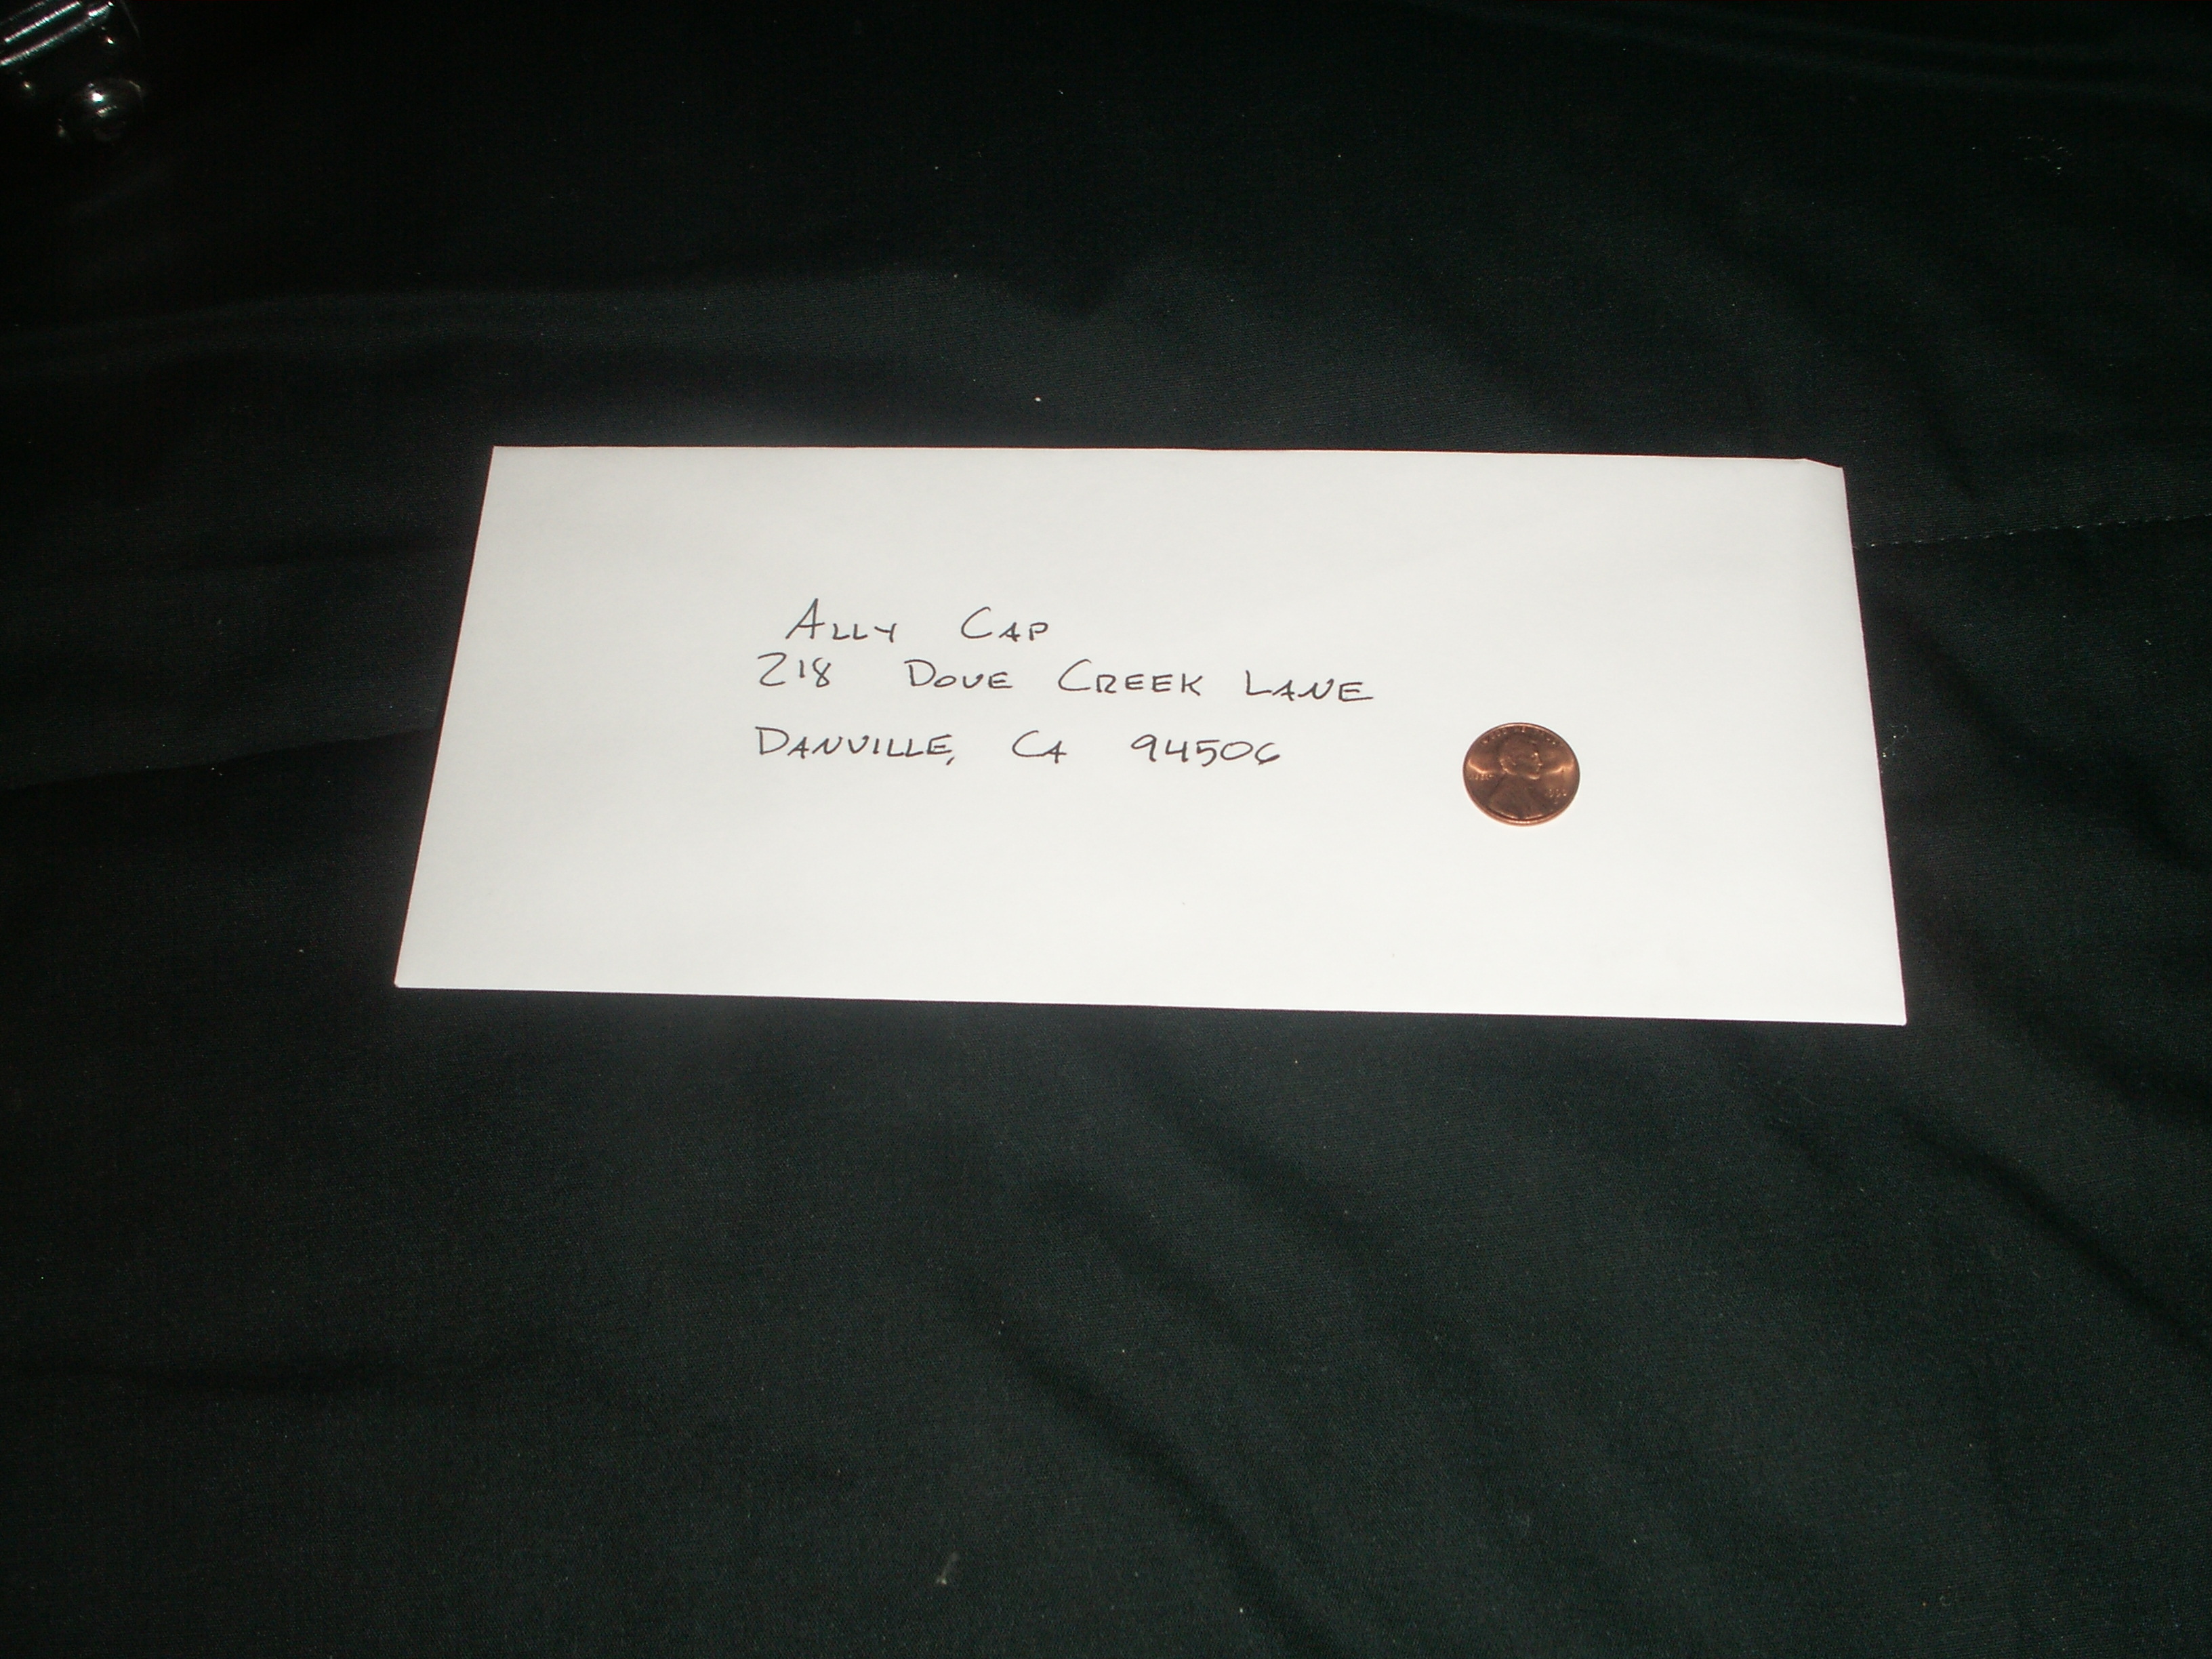 ALLY CAP
218 DOVE CREEK LANE
DANVILLE, CA 94506